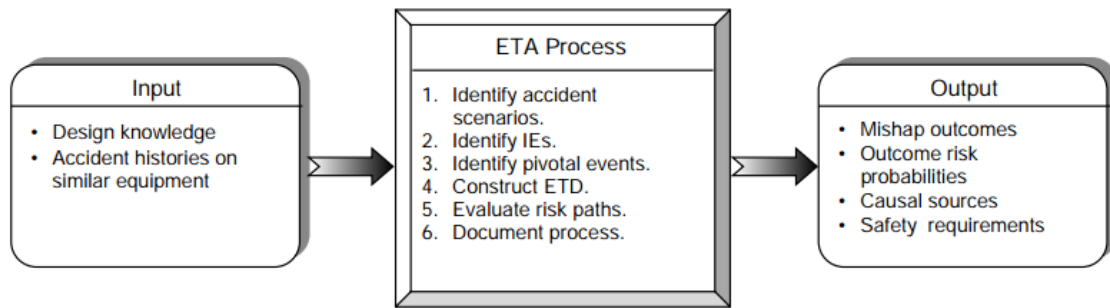 Input
• Design knowledge
• Accident histories on
similar equipment
ETA Process
1. Identify accident
scenarios.
2. Identify IEs.
3. Identify pivotal events.
4. Construct ETD.
5. Evaluate risk paths.
6. Document process.
Output
• Mishap outcomes
• Outcome risk
probabilities
• Causal sources
• Safety requirements